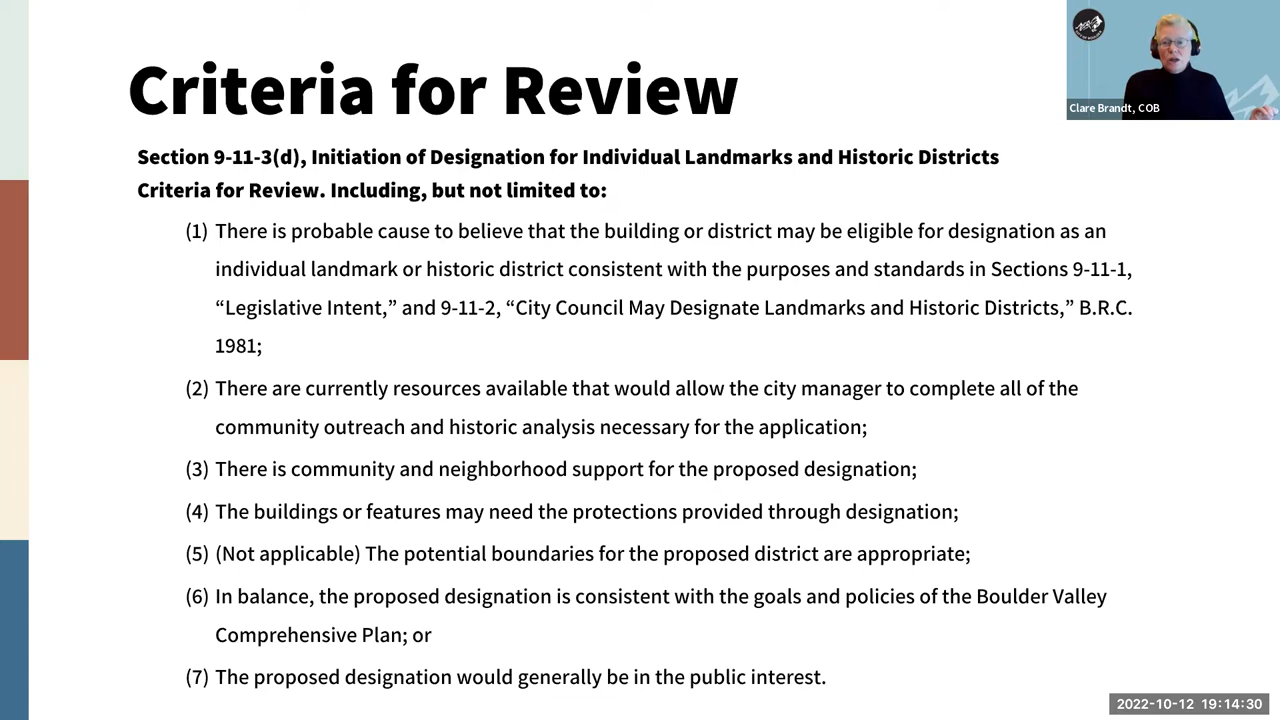 Criteria for Review
Section 9-11-3(d), Initiation of Designation for Individual Landmarks and Historic Districts
Criteria for Review. Including, but not limited to:
(1) There is probable cause to believe that the building or district may be eligible for designation as an
individual landmark or historic district consistent with the purposes and standards in Sections 9-11-1,
“Legislative Intent,” and 9-11-2, “City Council May Designate Landmarks and Historic Districts,” B.R.C.
1981;
(2) There are currently resources available that would allow the city manager to complete all of the
community outreach and historic analysis necessary for the application;
(3) There is community and neighborhood support for the proposed designation;
(4) The buildings or features may need the protections provided through designation;
(5) (Not applicable) The potential boundaries for the proposed district are appropriate;
(6) In balance, the proposed designation is consistent with the goals and policies of the Boulder Valley
Comprehensive Plan; or
(7) The proposed designation would generally be in the public interest.
Clare Brandt, COB
2022-10-12 19:14:30